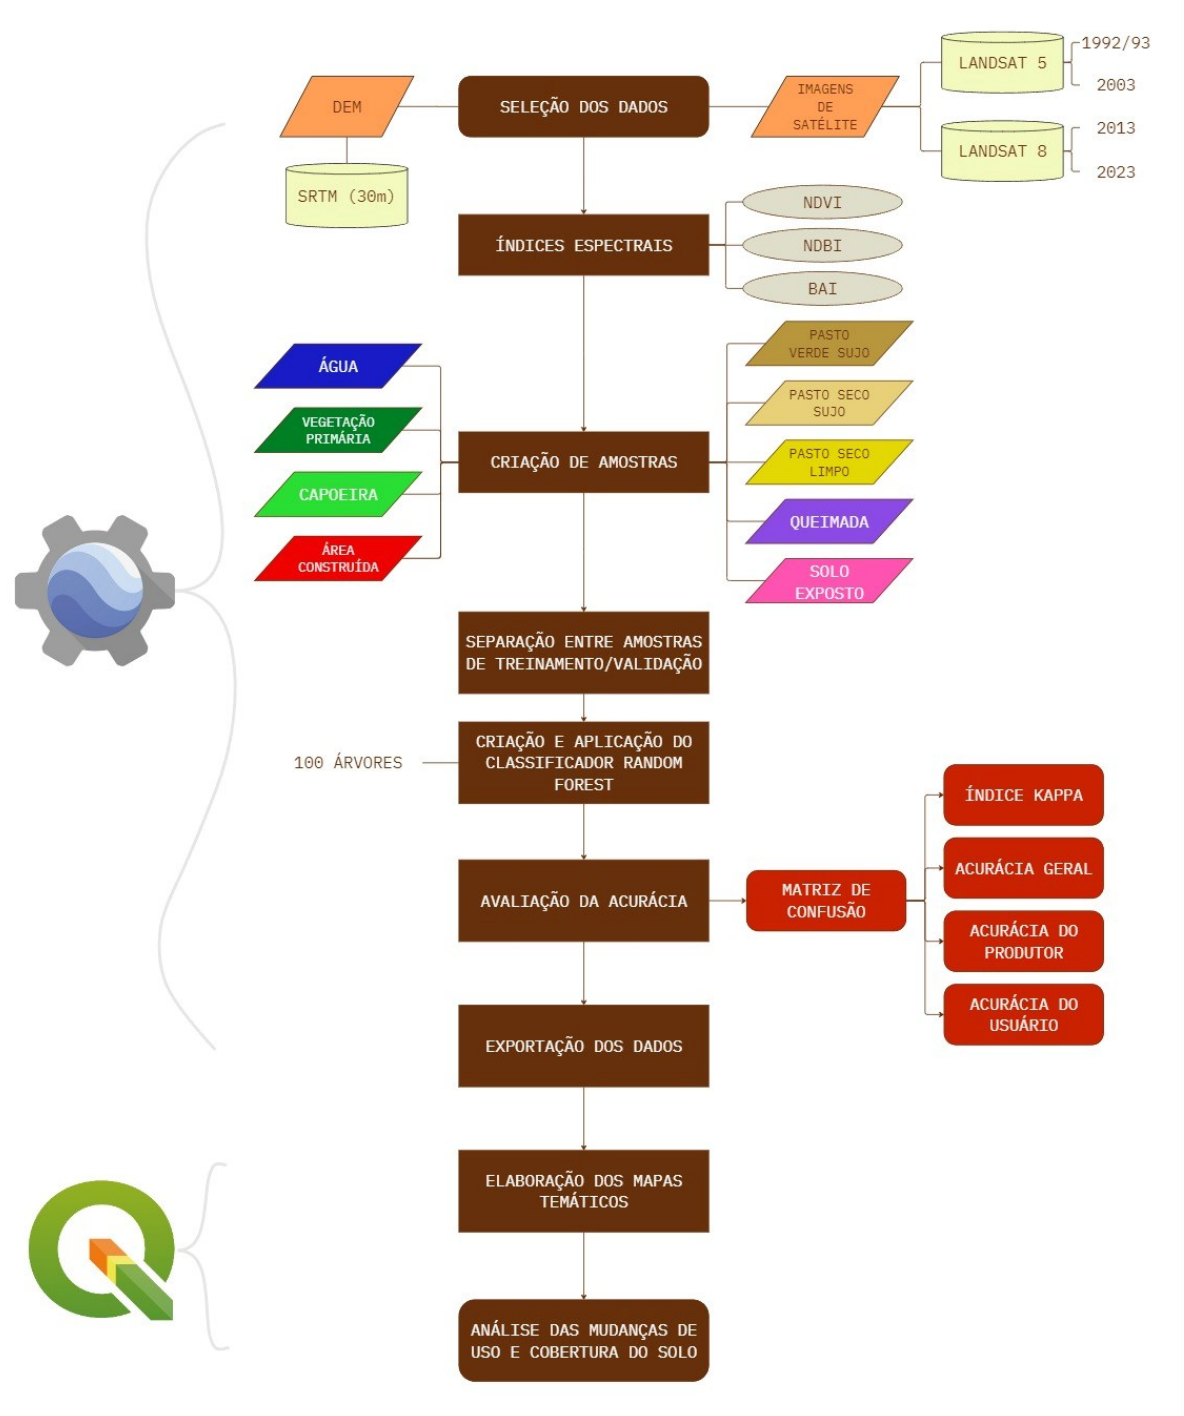 DEM
SELEÇÃO DOS DADOS
IMAGENS
DE
SATÉLITE
LANDSAT 5
1992/93
2003
LANDSAT 8
2013
2023
SRTM (30m)
ÍNDICES ESPECTRAIS
NDVI
NDBI
BAI
ÁGUA
VEGETAÇÃO
PRIMÁRIA
CAPOEIRA
ÁREA
CONSTRUÍDA
CRIAÇÃO DE AMOSTRAS
PASTO
VERDE SUJO
PASTO SECO
SUJO
PASTO SECO
LIMPO
QUEIMADA
SOLO
EXPOSTO
SEPARAÇÃO ENTRE AMOSTRAS
DE TREINAMENTO/VALIDAÇÃO
100 ÁRVORES
CRIAÇÃO E APLICAÇÃO DO
CLASSIFICADOR RANDOM
FOREST
AVALIAÇÃO DA ACURÁCIA
MATRIZ DE
CONFUSÃO
ÍNDICE KAPPA
ACURÁCIA GERAL
ACURÁCIA DO
PRODUTOR
ACURÁCIA DO
USUÁRIO
EXPORTAÇÃO DOS DADOS
ELABORAÇÃO DOS MAPAS
TEMÁTICOS
ANÁLISE DAS MUDANÇAS DE
USO E COBERTURA DO SOLO